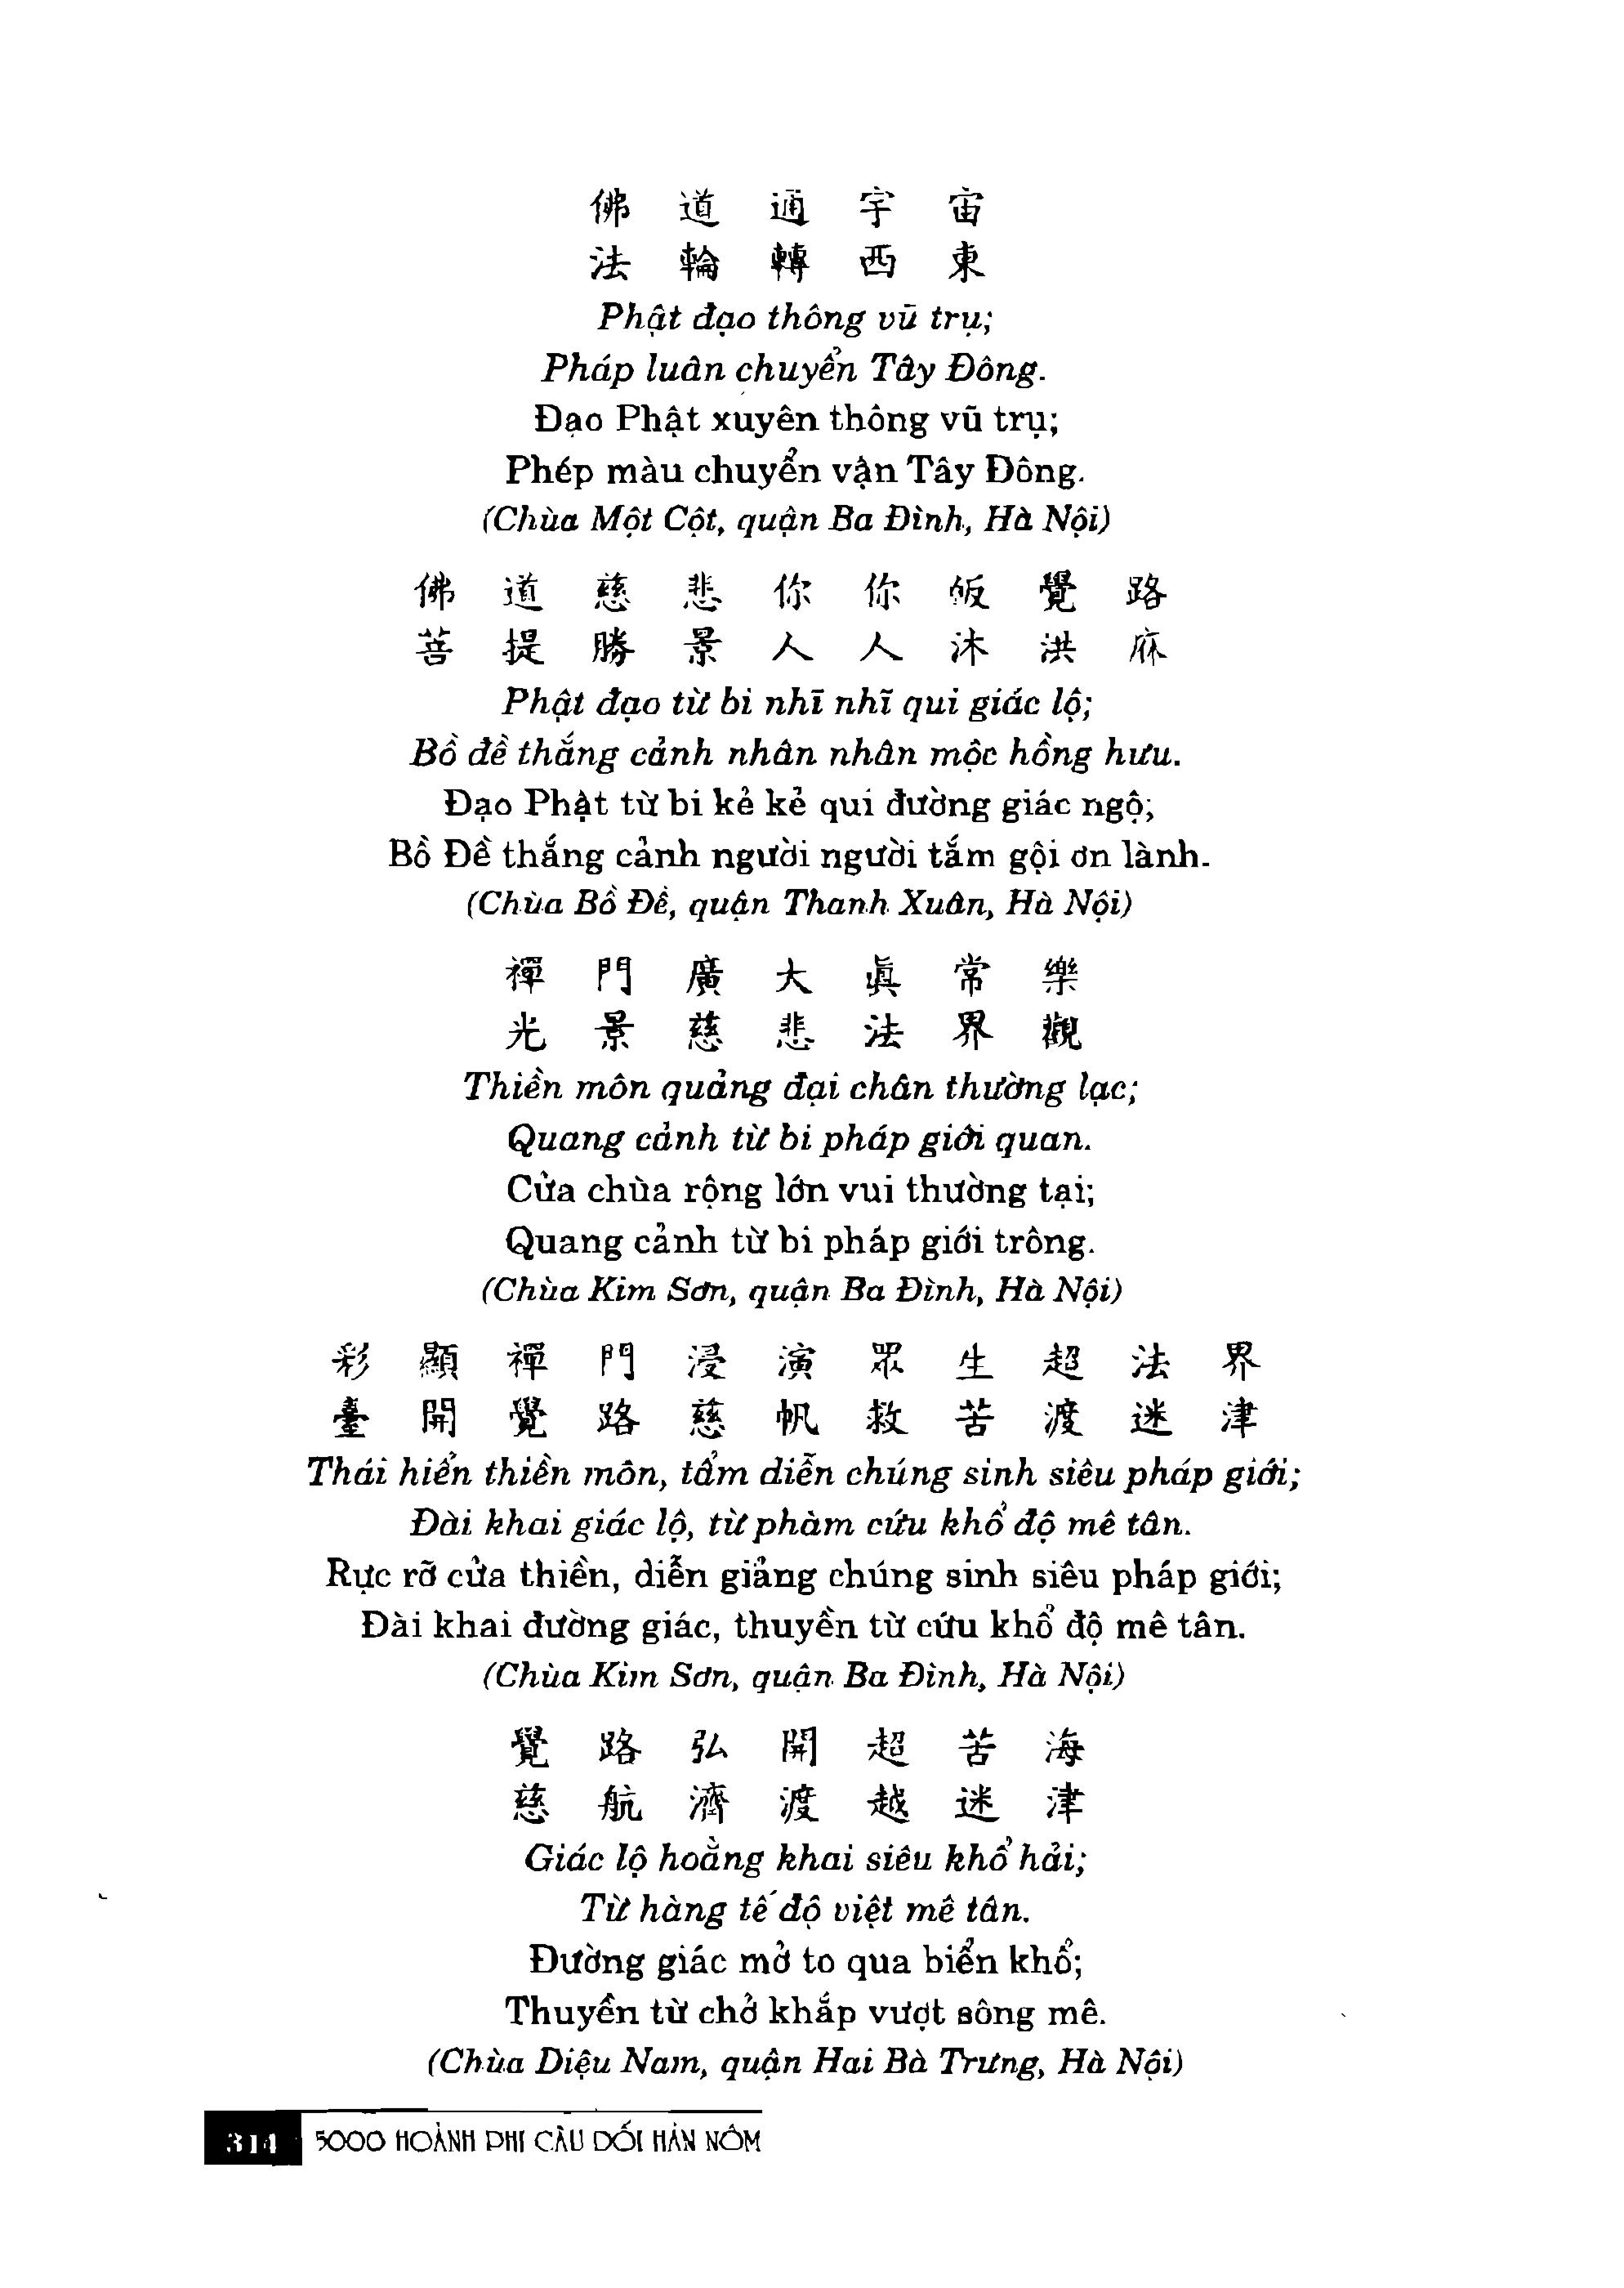 佛道通宇宙
法輪轉西東
Phật đạo thông vũ trụ;
Pháp luân chuyển Tây Đông.
Đạo Phật xuyên thông vũ trụ;
Phép màu chuyển vận Tây Đông.
(Chùa Một Cột, quận Ba Đình, Hà Nội)
佛道慈悲你你皈覺路
菩提勝景人人沐洪庥
Phật đạo từ bi nhĩ nhĩ qui giác lộ;
Bồ đề thắng cảnh nhân nhân mộc hồng hưu.
Đạo Phật từ bi kẻ kẻ qui đường giác ngộ;
Bồ Đề thắng cảnh người người tắm gội ơn lành.
(Chùa Bồ Đề, quận Thanh Xuân, Hà Nội)
禪門廣大眞常樂
光景慈悲法界觀
Thiền môn quảng đại chân thường lạc;
Quang cảnh từ bi pháp giới quan.
Cửa chùa rộng lớn vui thường tại;
Quang cảnh từ bi pháp giới trông.
(Chùa Kim Sơn, quận Ba Đình, Hà Nội)
彩顯禪門浸演眾生超法界
臺開覺路慈帆救苦渡迷津
Thái hiển thiền môn, tẩm diễn chúng sinh siêu pháp giới;
Đài khai giác lộ, từ phàm cứu khổ độ mê tân.
Rực rỡ cửa thiền, diễn giảng chúng sinh siêu pháp giới;
Đài khai đường giác, thuyền từ cứu khổ độ mê tân.
(Chùa Kim Sơn, quận Ba Đình, Hà Nội)
覺路弘開超苦海
慈航濟渡越迷津
Giác lộ hoằng khai siêu khổ hải;
Từ hàng tế độ việt mê tân.
Đường giác mở to qua biển khổ;
Thuyền từ chở khắp vượt sông mê.
(Chùa Diệu Nam, quận Hai Bà Trưng, Hà Nội)
314 5000 HOÀNH PHI CÂU ĐỐI HÁN NÔM